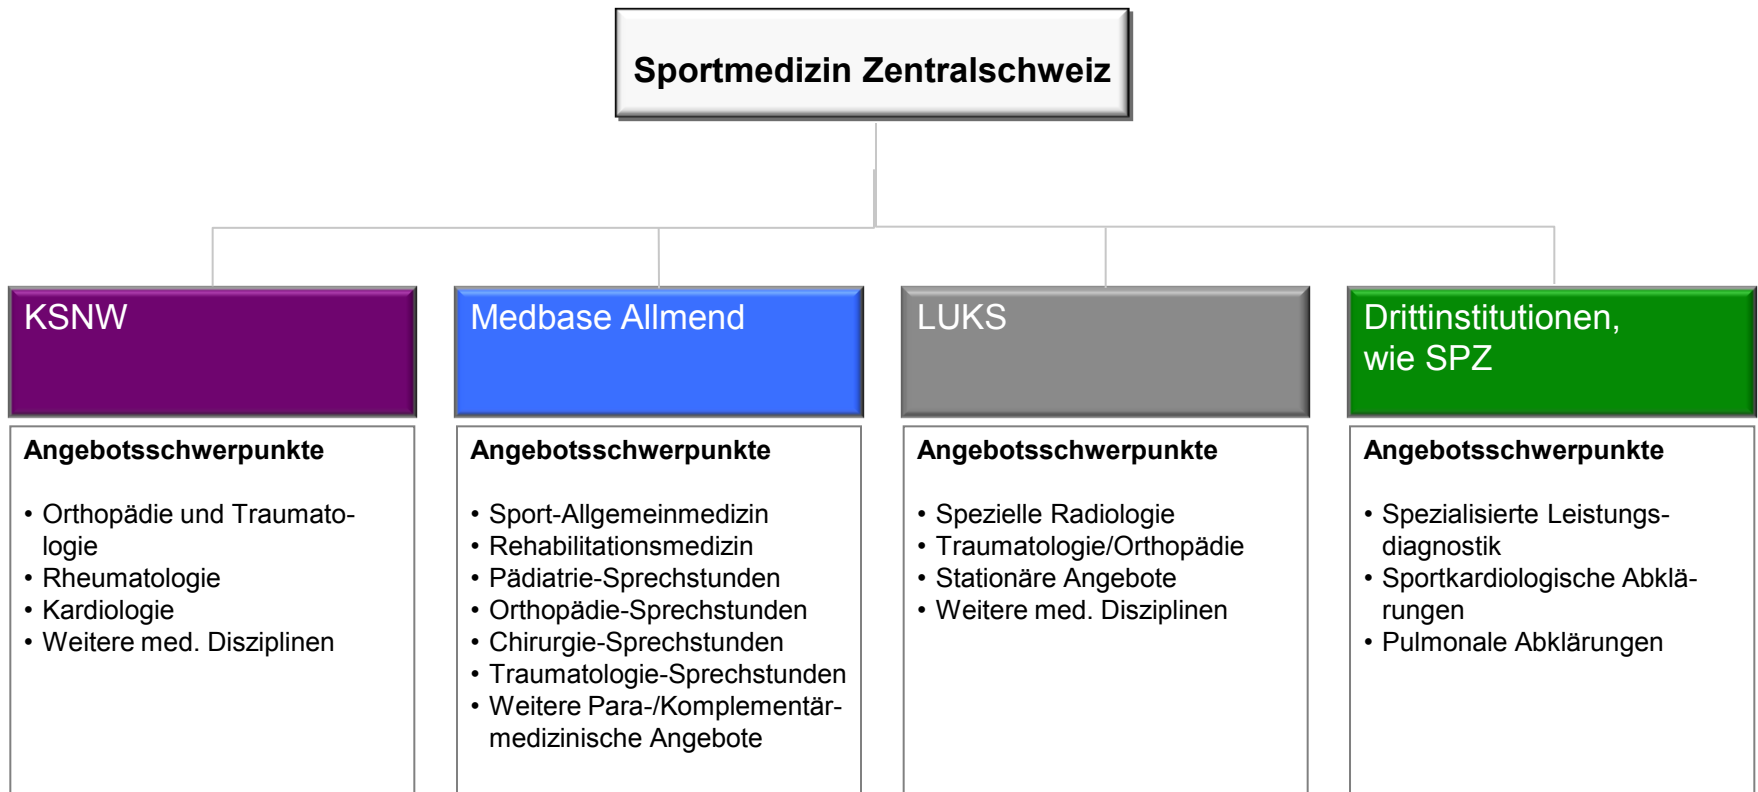 Sportmedizin Zentralschweiz
KSNW
Angebotsschwerpunkte
• Orthopädie und Traumato-
logie
• Rheumatologie
• Kardiologie
• Weitere med. Disziplinen
Medbase Allmend
Angebotsschwerpunkte
• Sport-Allgemeinmedizin
• Rehabilitationsmedizin
• Pädiatrie-Sprechstunden
• Orthopädie-Sprechstunden
• Chirurgie-Sprechstunden
• Traumatologie-Sprechstunden
• Weitere Para-/Komplementär-
medizinische Angebote
LUKS
Angebotsschwerpunkte
• Spezielle Radiologie
• Traumatologie/Orthopädie
• Stationäre Angebote
• Weitere med. Disziplinen
Drittinstitutionen,
wie SPZ
Angebotsschwerpunkte
• Spezialisierte Leistungs-
diagnostik
• Sportkardiologische Abklä-
rungen
• Pulmonale Abklärungen